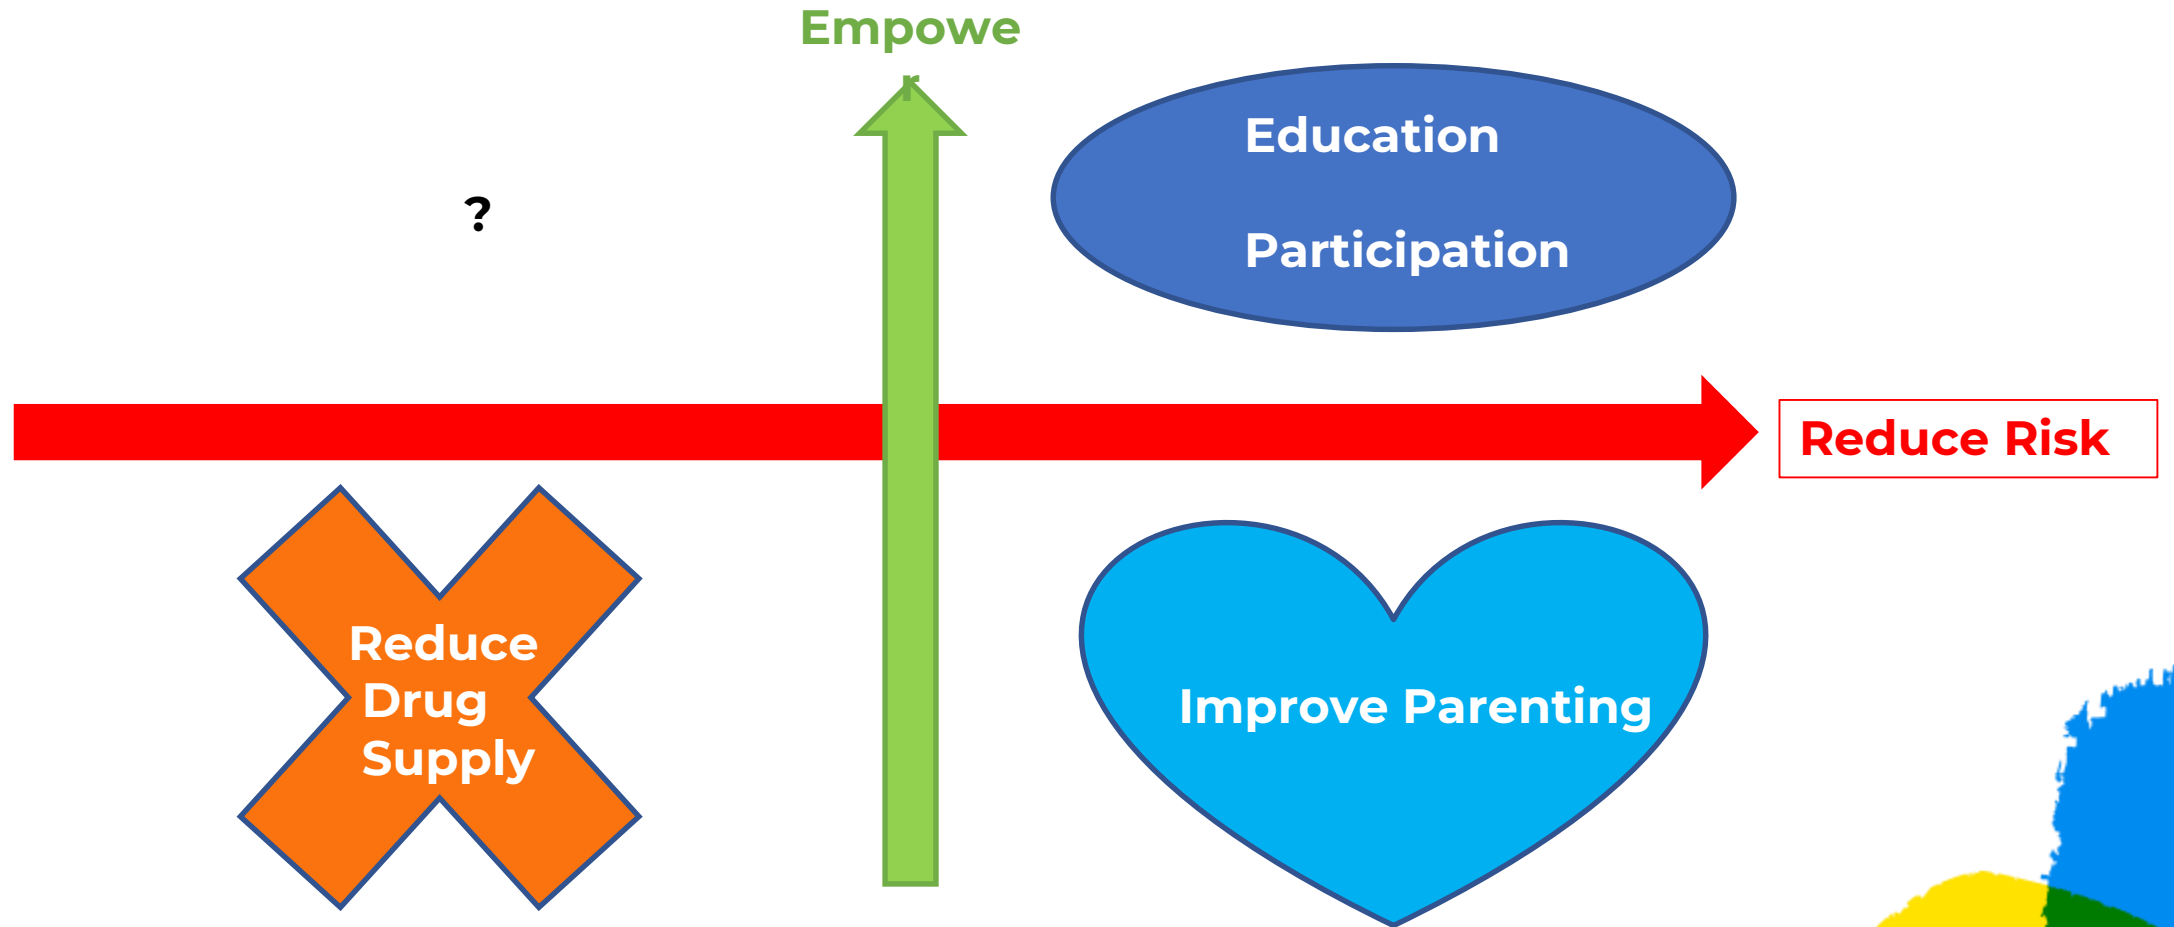 Empowe
r
Education
?
Participation
Reduce Risk
Reduce
Drug
Supply
Improve Parenting